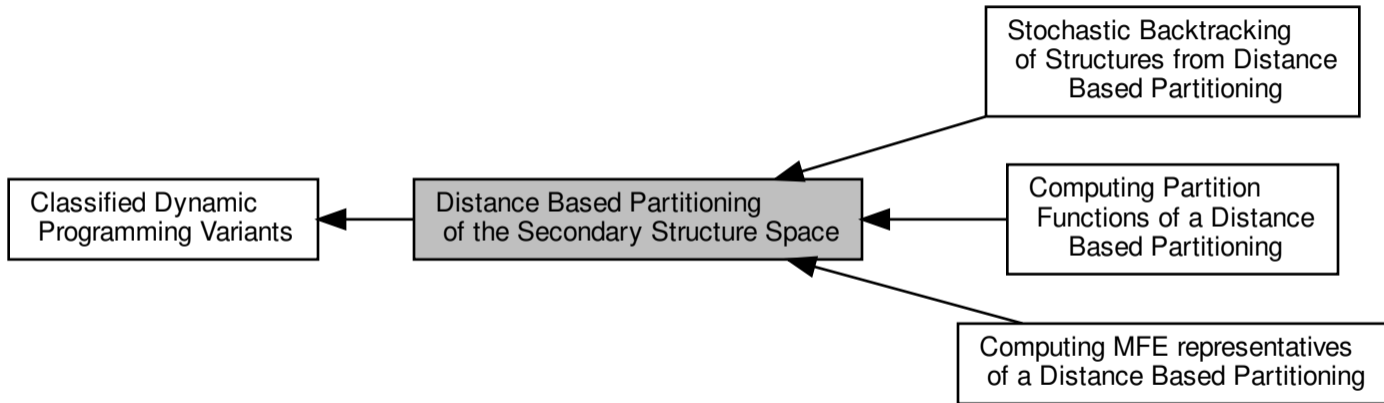 Stochastic Backtracking
of Structures from Distance
Based Partitioning
Classified Dynamic
Programming Variants
Distance Based Partitioning
of the Secondary Structure Space
Computing Partition
Functions of a Distance
Based Partitioning
Computing MFE representatives
of a Distance Based Partitioning